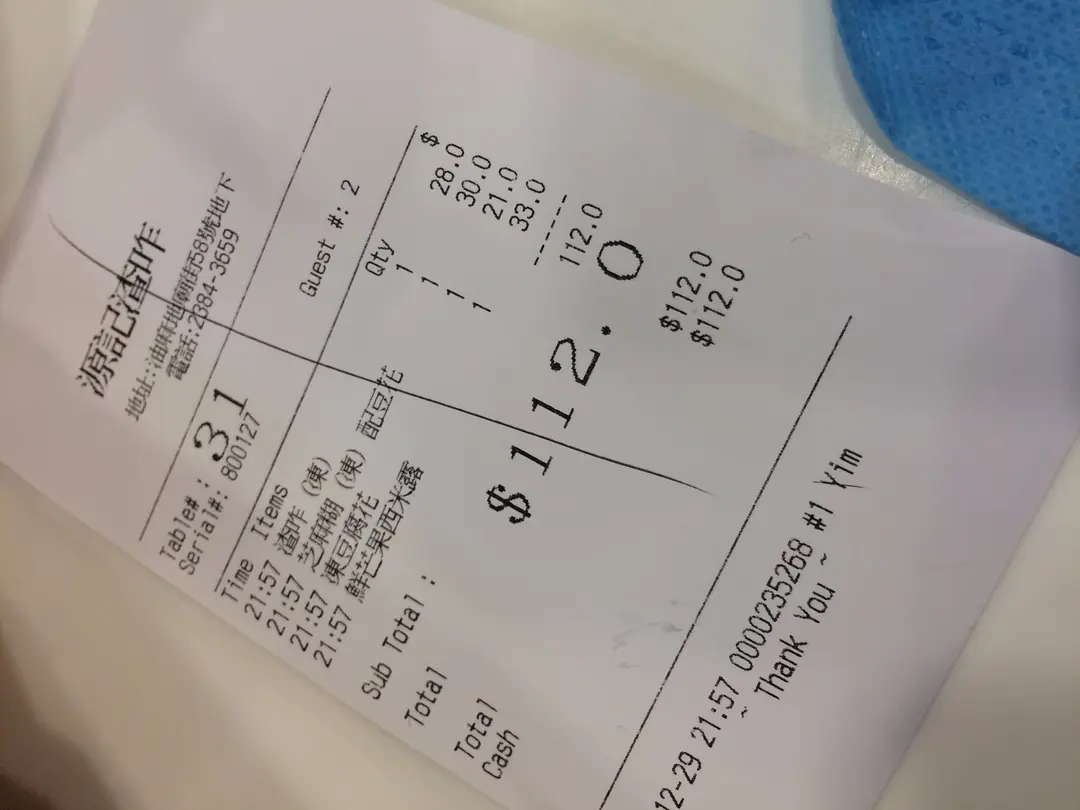 源記渣咋
地址:油麻地廟街58號地下
電話:2384-3659
Table#: 31 Guest #: 2
Serial#: 800127
Time Items Qty $
21:57 渣咋 (凍) 1 28.0
21:57 芝麻糊 (凍) 配豆花 1 30.0
21:57 凍豆腐花 1 21.0
21:57 鮮芒果西米露 1 33.0
------
Sub Total : 112.0
Total $112.0
Total $112.0
Cash $112.0
12-29 21:57 0000235268 #1 Yim
~ Thank You ~